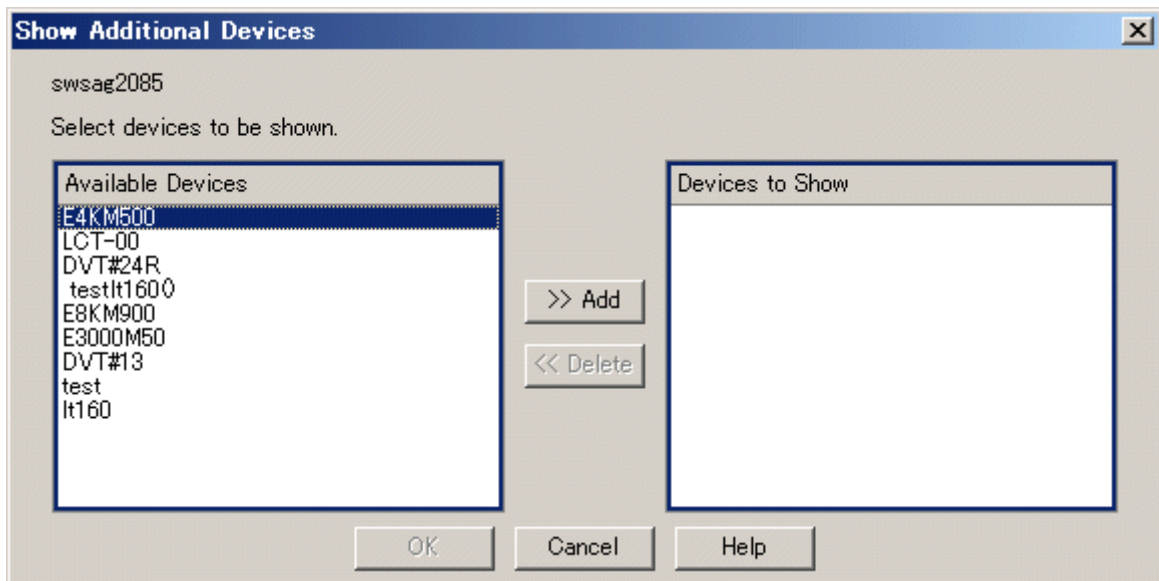 Show Additional Devices
swsag2085
Select devices to be shown.
Available Devices
E4KM500
LCT-00
DVT#24R
testlt1600
E8KM900
E3000M50
DVT#13
test
lt160
>> Add
<< Delete
Devices to Show
OK
Cancel
Help